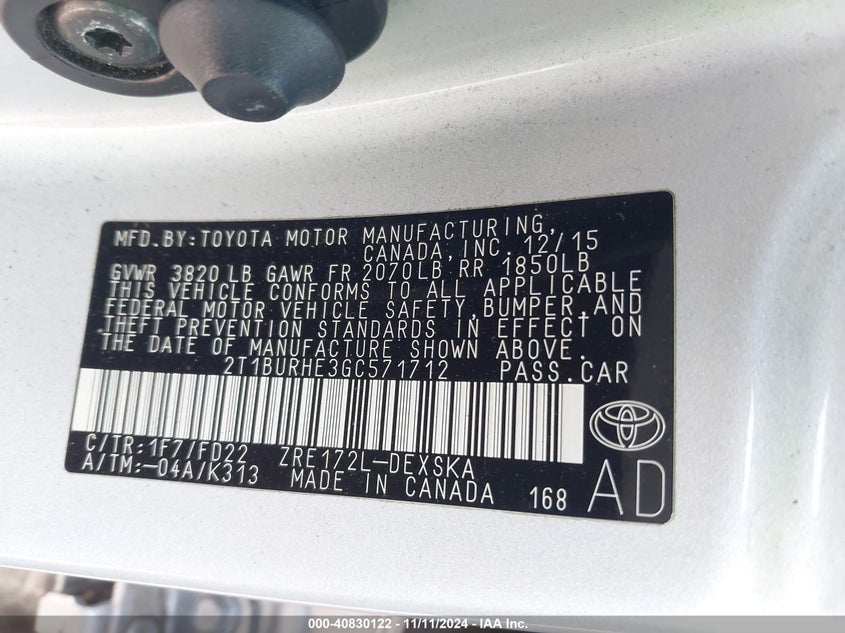 MFD.BY:TOYOTA MOTOR MANUFACTURING,
CANADA,INC. 12/15
GVWR 3820LB GAWR FR 2070LB RR 1850LB
THIS VEHICLE CONFORMS TO ALL APPLICABLE
FEDERAL MOTOR VEHICLE SAFETY,BUMPER,AND
THEFT PREVENTION STANDARDS IN EFFECT ON
THE DATE OF MANUFACTURE SHOWN ABOVE.
2T1BURHE3GC571712 PASS.CAR
C/TR:1F7/FD22 ZRE172L-DEXSKA
A/TM:-04A/K313 MADE IN CANADA 168 AD
000-40830122 - 11/11/2024 - IAA Inc.